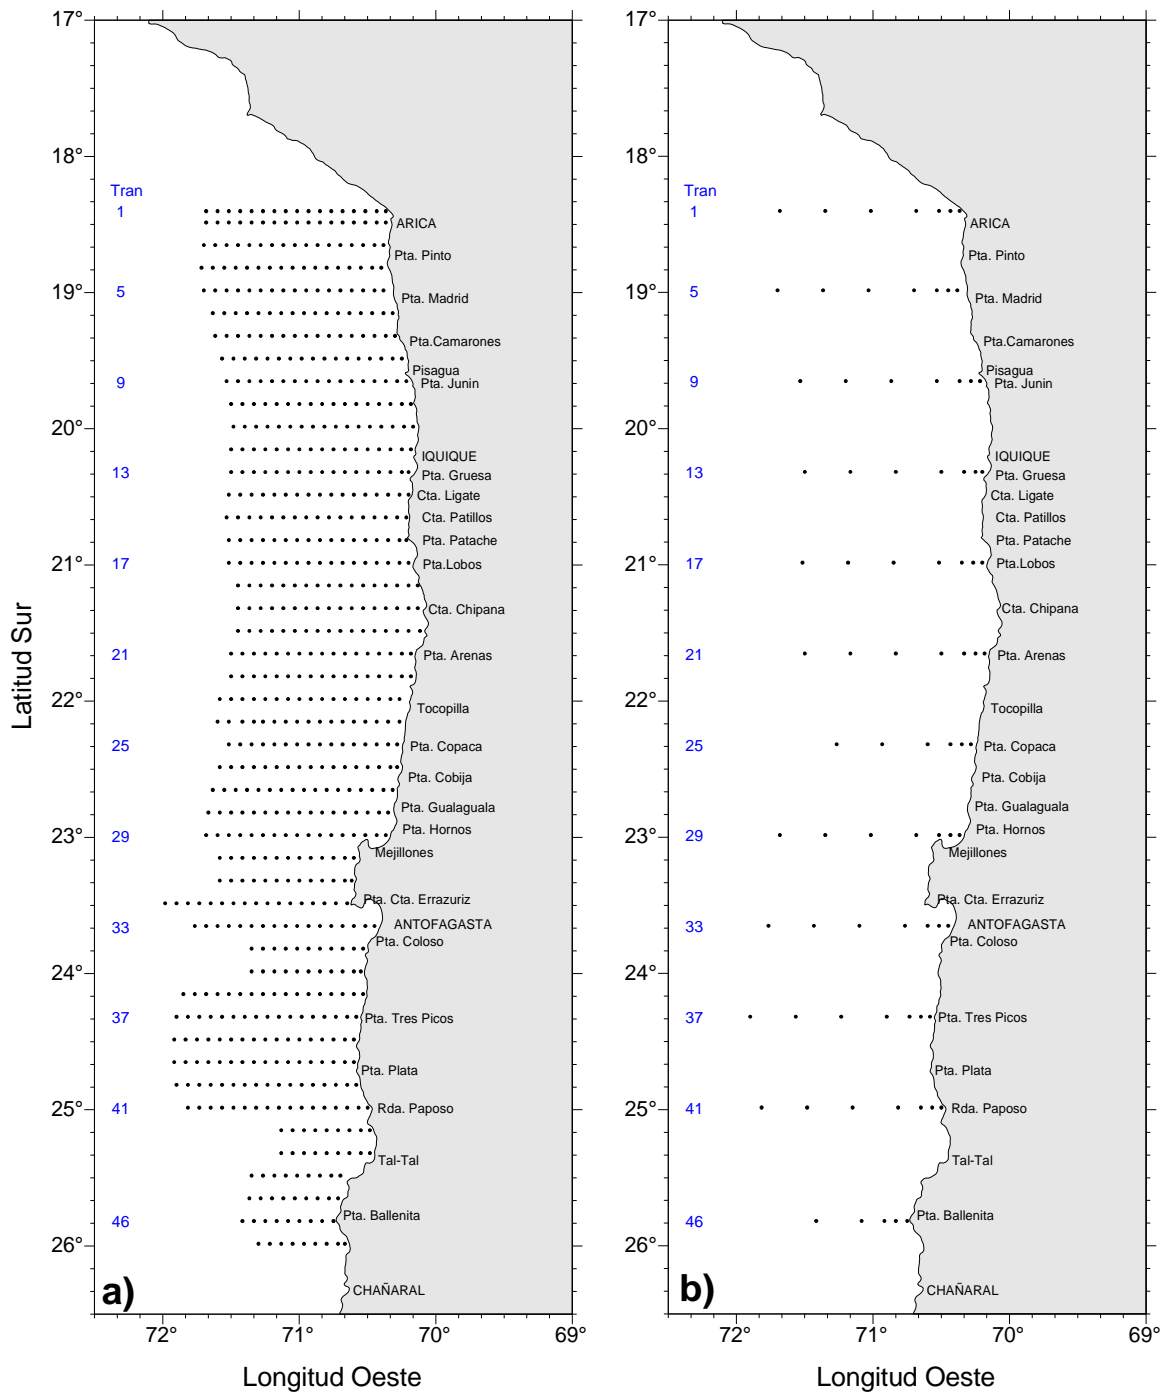 17°
18°
19°
20°
21°
22°
23°
24°
25°
26°
Latitud Sur
Tran
1
5
9
13
17
21
25
29
33
37
41
46
ARICA
Pta. Pinto
Pta. Madrid
Pta.Camarones
Pisagua
Pta. Junin
IQUIQUE
Pta. Gruesa
Cta. Ligate
Cta. Patillos
Pta. Patache
Pta.Lobos
Cta. Chipana
Pta. Arenas
Tocopilla
Pta. Copaca
Pta. Cobija
Pta. Gualaguala
Pta. Hornos
Mejillones
Pta. Cta. Errazuriz
ANTOFAGASTA
Pta. Coloso
Pta. Tres Picos
Pta. Plata
Rda. Paposo
Tal-Tal
Pta. Ballenita
CHAÑARAL
a)
72° 71° 70° 69°
Longitud Oeste
17°
18°
19°
20°
21°
22°
23°
24°
25°
26°
Tran
1
5
9
13
17
21
25
29
33
37
41
46
ARICA
Pta. Pinto
Pta. Madrid
Pta.Camarones
Pisagua
Pta. Junin
IQUIQUE
Pta. Gruesa
Cta. Ligate
Cta. Patillos
Pta. Patache
Pta.Lobos
Cta. Chipana
Pta. Arenas
Tocopilla
Pta. Copaca
Pta. Cobija
Pta. Gualaguala
Pta. Hornos
Mejillones
Pta. Cta. Errazuriz
ANTOFAGASTA
Pta. Coloso
Pta. Tres Picos
Pta. Plata
Rda. Paposo
Tal-Tal
Pta. Ballenita
CHAÑARAL
b)
72° 71° 70° 69°
Longitud Oeste